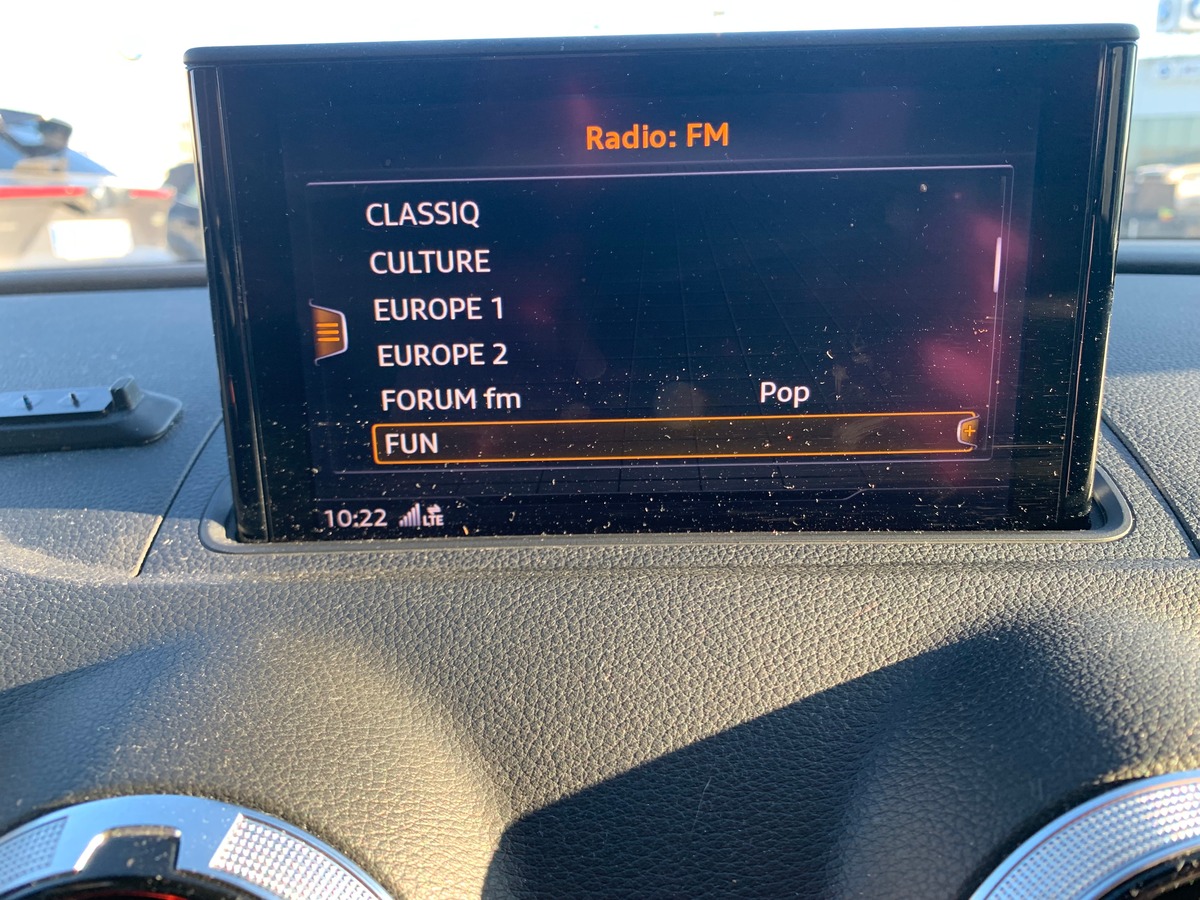 Radio: FM
CLASSIQ
CULTURE
EUROPE 1
EUROPE 2
FORUM fm Pop
FUN
10:22 LTE